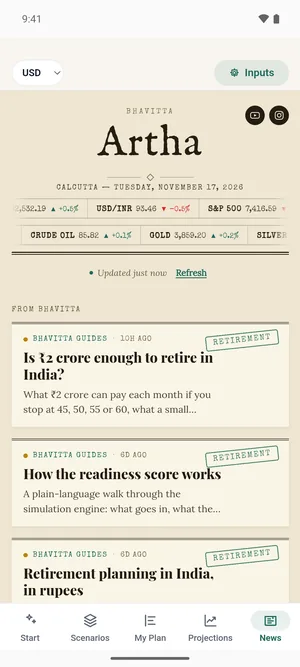 9:41
USD
Inputs
BHAVITTA
Artha
CALCUTTA — TUESDAY, NOVEMBER 17, 2026
2,532.19 ▲ +0.5% USD/INR 93.46 ▼ −0.5% S&P 500 7,416.59
CRUDE OIL 85.82 ▲ +0.1% GOLD 3,859.20 ▲ +0.2% SILVER
Updated just now Refresh
FROM BHAVITTA
BHAVITTA GUIDES · 10H AGO
RETIREMENT
Is ₹2 crore enough to retire in
India?
What ₹2 crore can pay each month if you
stop at 45, 50, 55 or 60, what a small...
BHAVITTA GUIDES · 6D AGO
RETIREMENT
How the readiness score works
A plain-language walk through the
simulation engine: what goes in, what the...
BHAVITTA GUIDES · 6D AGO
RETIREMENT
Retirement planning in India,
in rupees
Start Scenarios My Plan Projections News